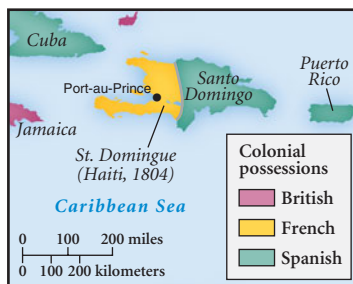 Cuba
Puerto
Rico
Santo
Domingo
Port-au-Prince
Jamaica
St. Domingue
(Haiti, 1804)
Caribbean Sea
0 100 200 miles
0 100 200 kilometers
Colonial
possessions
British
French
Spanish